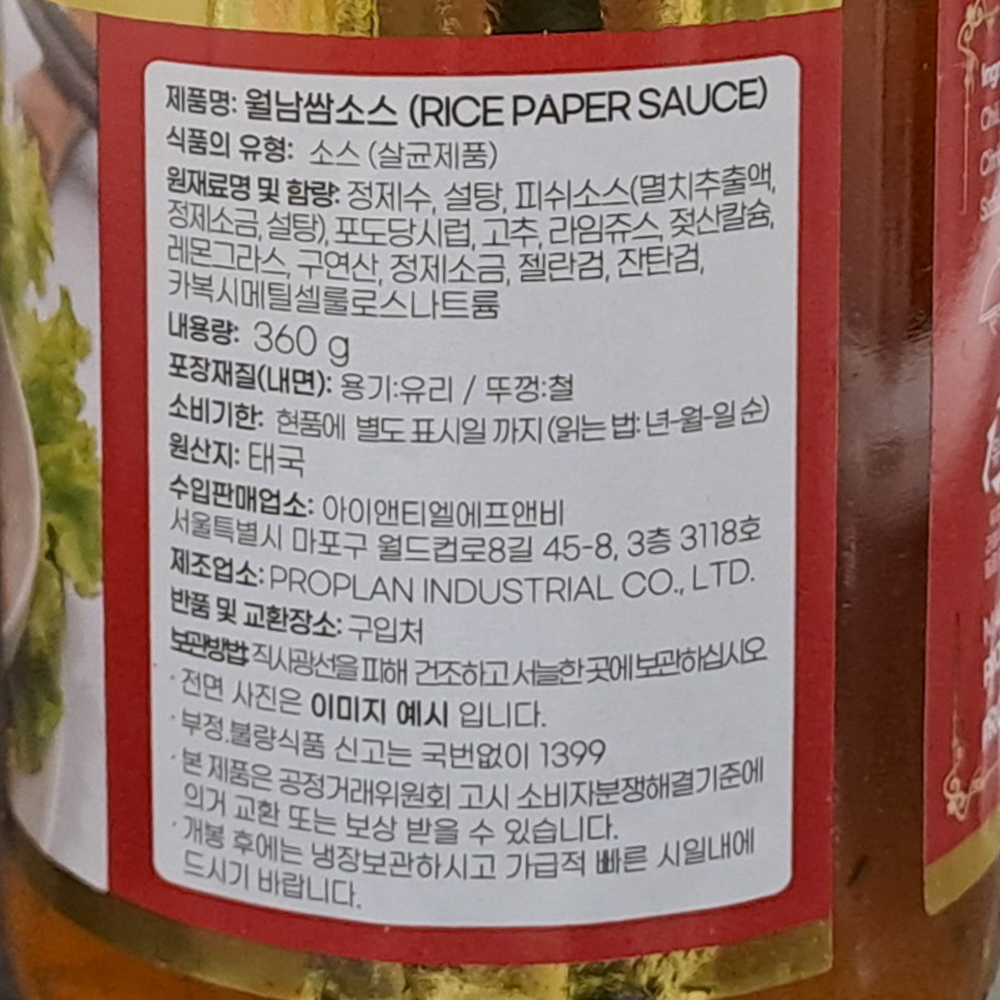 제품명: 월남쌈소스 (RICE PAPER SAUCE)
식품의 유형: 소스 (살균제품)
원재료명 및 함량: 정제수, 설탕, 피쉬소스(멸치추출액,
정제소금, 설탕), 포도당시럽, 고추, 라임쥬스, 젖산칼슘,
레몬그라스, 구연산, 정제소금, 젤란검, 잔탄검,
카복시메틸셀룰로스나트륨
내용량: 360 g
포장재질(내면): 용기:유리 / 뚜껑:철
소비기한: 현품에 별도 표시일 까지 (읽는 법: 년-월-일 순)
원산지: 태국
수입판매업소: 아이앤티엘에프앤비
서울특별시 마포구 월드컵로8길 45-8, 3층 3118호
제조업소: PROPLAN INDUSTRIAL CO., LTD.
반품 및 교환장소: 구입처
보관방법: 직사광선을 피해 건조하고 서늘한 곳에 보관하십시오
· 전면 사진은 이미지 예시 입니다.
· 부정,불량식품 신고는 국번없이 1399
· 본 제품은 공정거래위원회 고시 소비자분쟁해결기준에
의거 교환 또는 보상 받을 수 있습니다.
· 개봉 후에는 냉장보관하시고 가급적 빠른 시일내에
드시기 바랍니다.